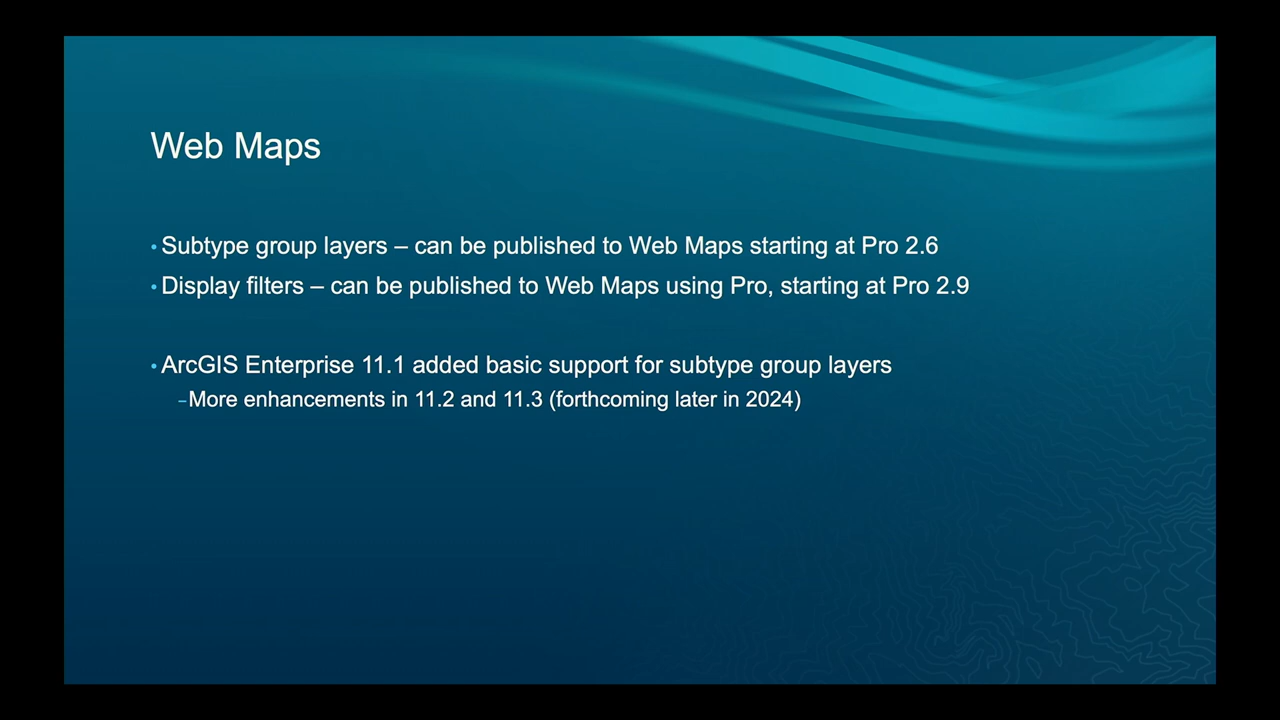 Web Maps
• Subtype group layers – can be published to Web Maps starting at Pro 2.6
• Display filters – can be published to Web Maps using Pro, starting at Pro 2.9
• ArcGIS Enterprise 11.1 added basic support for subtype group layers
–More enhancements in 11.2 and 11.3 (forthcoming later in 2024)